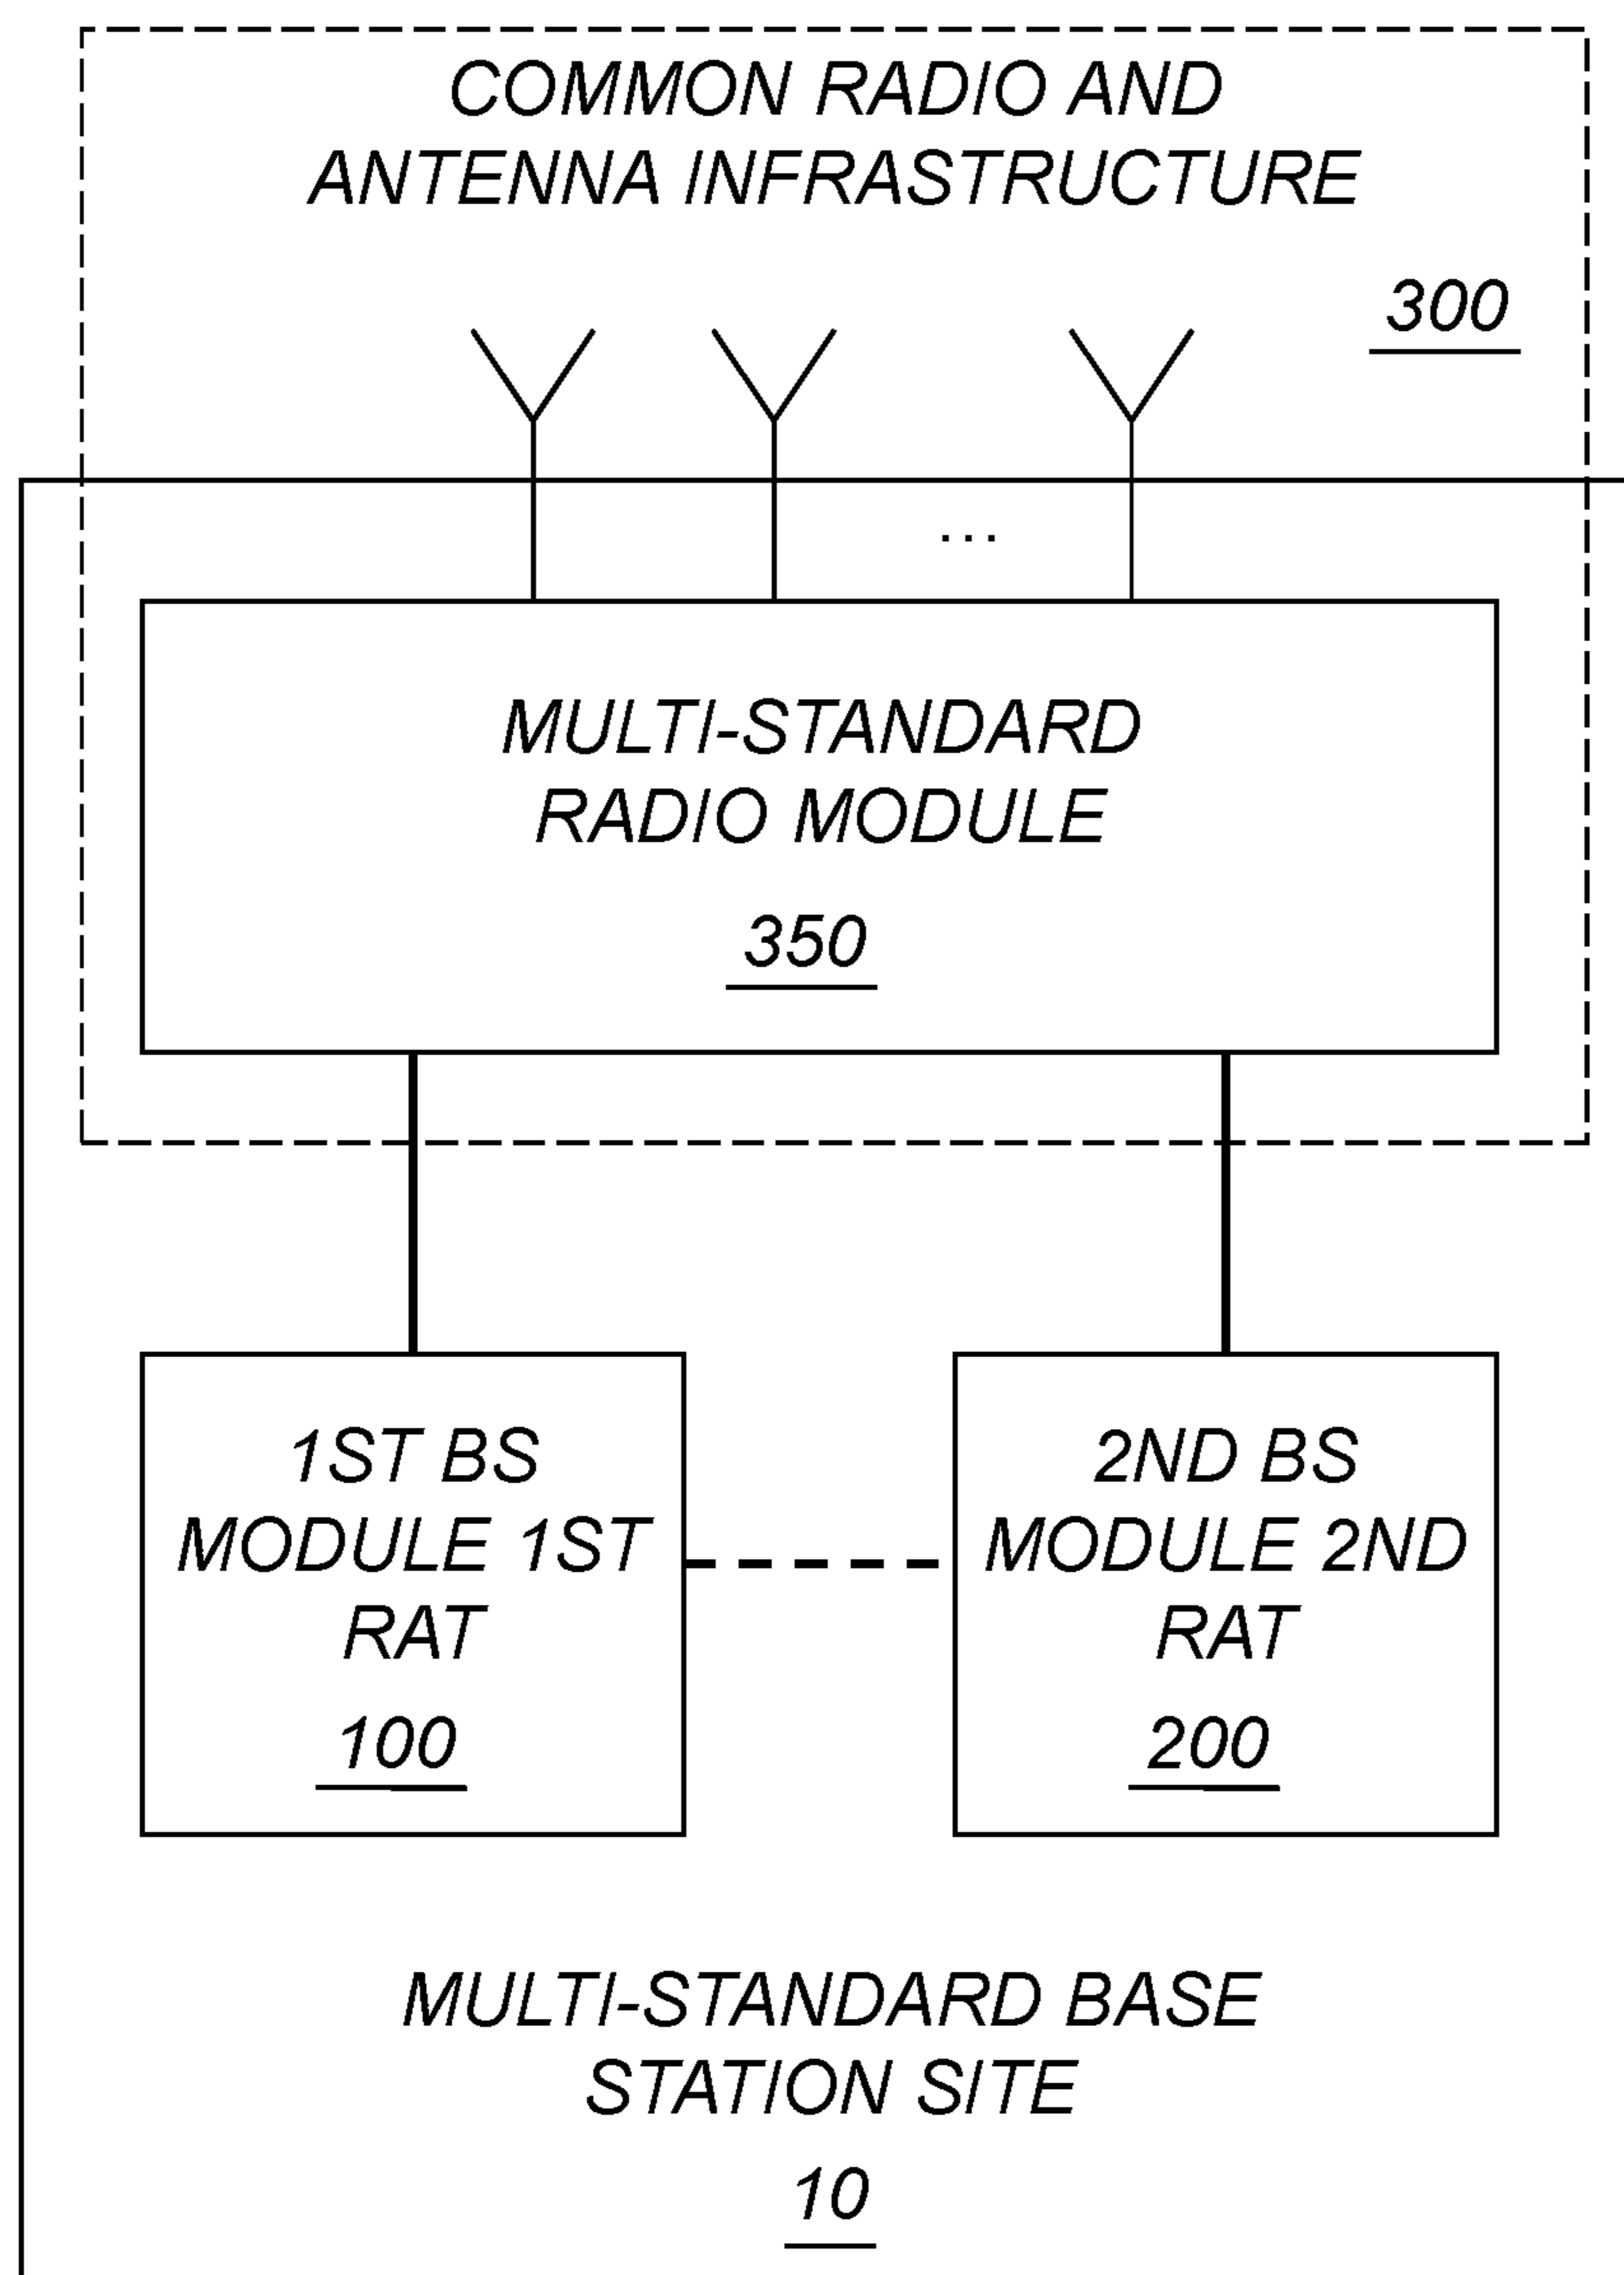 COMMON RADIO AND
ANTENNA INFRASTRUCTURE
300
...
MULTI-STANDARD
RADIO MODULE
350
1ST BS
MODULE 1ST
RAT
100
2ND BS
MODULE 2ND
RAT
200
MULTI-STANDARD BASE
STATION SITE
10